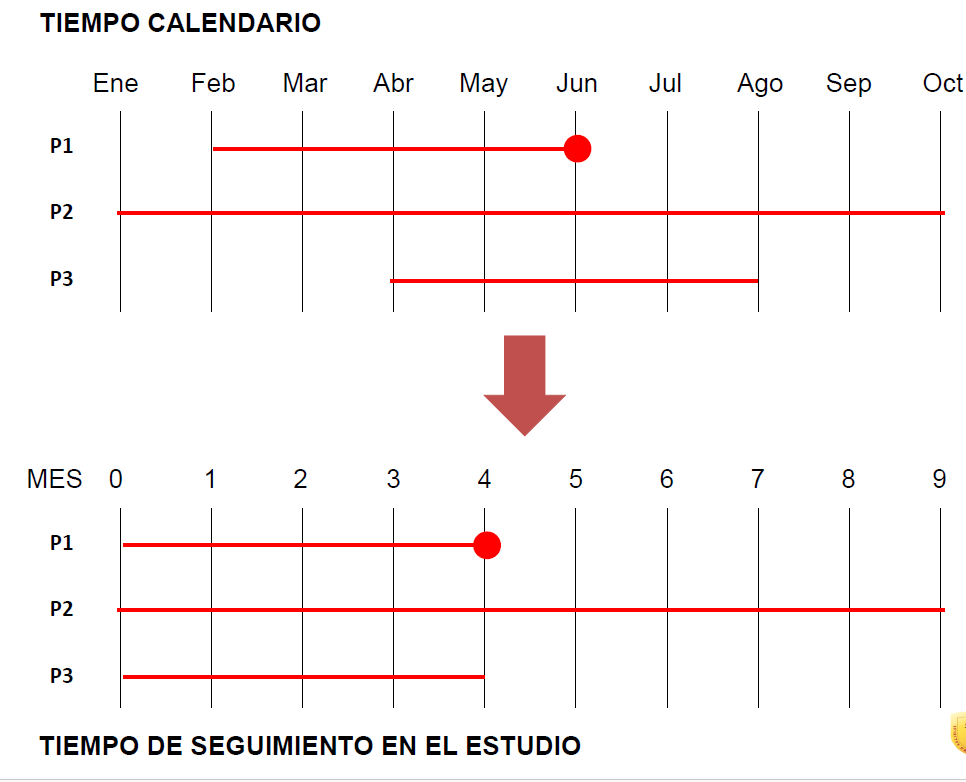 TIEMPO CALENDARIO
Ene Feb Mar Abr May Jun Jul Ago Sep Oct
P1
P2
P3
MES 0 1 2 3 4 5 6 7 8 9
P1
P2
P3
TIEMPO DE SEGUIMIENTO EN EL ESTUDIO